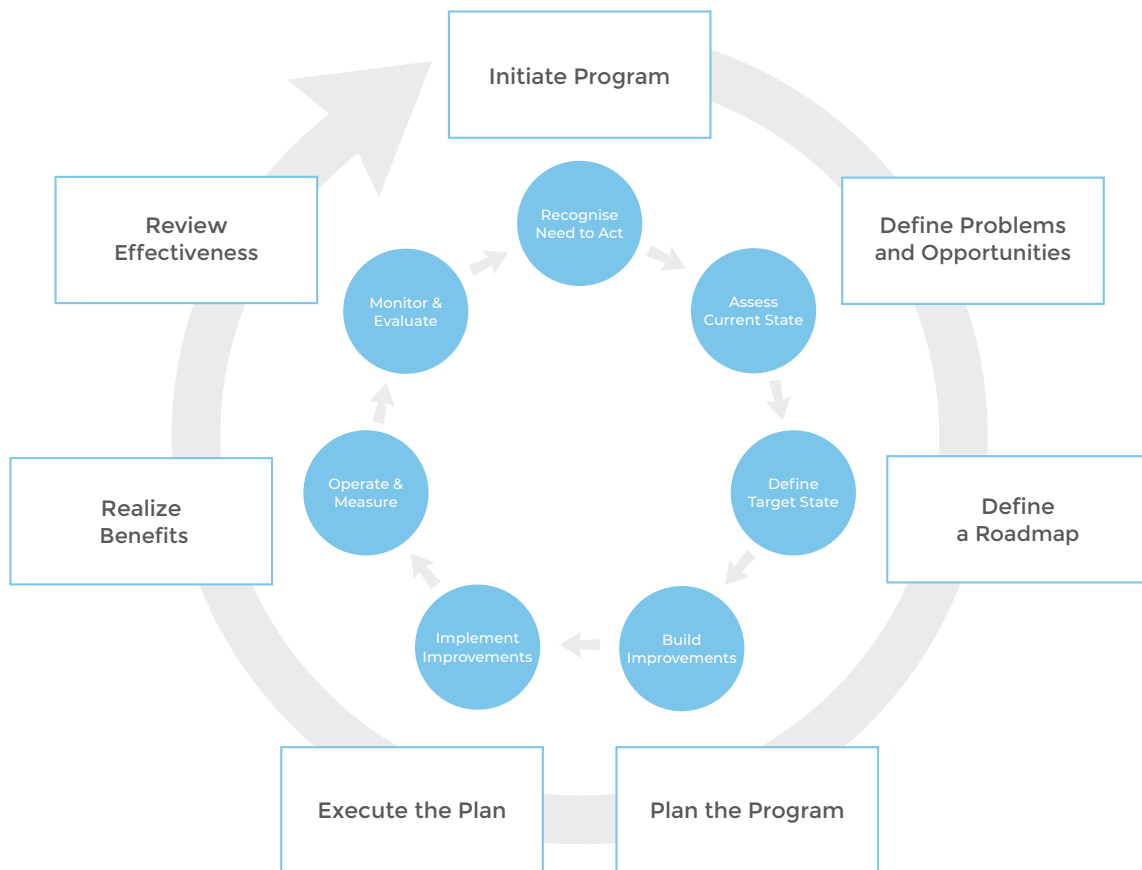 Initiate Program
Define Problems
and Opportunities
Define
a Roadmap
Plan the Program
Execute the Plan
Realize
Benefits
Review
Effectiveness
Recognise
Need to Act
Assess
Current State
Define
Target State
Build
Improvements
Implement
Improvements
Operate &
Measure
Monitor &
Evaluate